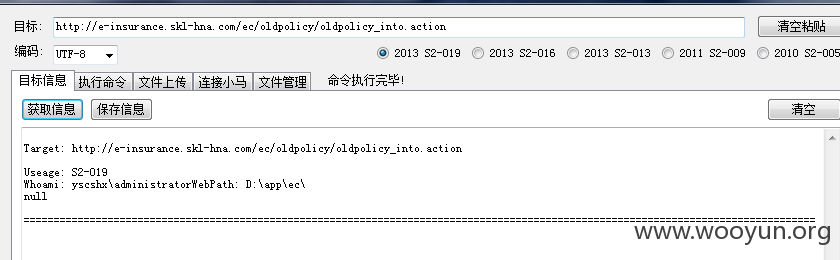 目标: http://e-insurance.skl-hna.com/ec/oldpolicy/oldpolicy_into.action 清空粘贴
编码: UTF-8 2013 S2-019 2013 S2-016 2013 S2-013 2011 S2-009 2010 S2-005
目标信息 执行命令 文件上传 连接小马 文件管理 命令执行完毕!
获取信息 保存信息 清空
Target: http://e-insurance.skl-hna.com/ec/oldpolicy/oldpolicy_into.action
Useage: S2-019
Whoami: yscshx\administratorWebPath: D:\app\ec\
null
========================================================================================================================
www.wooyun.org